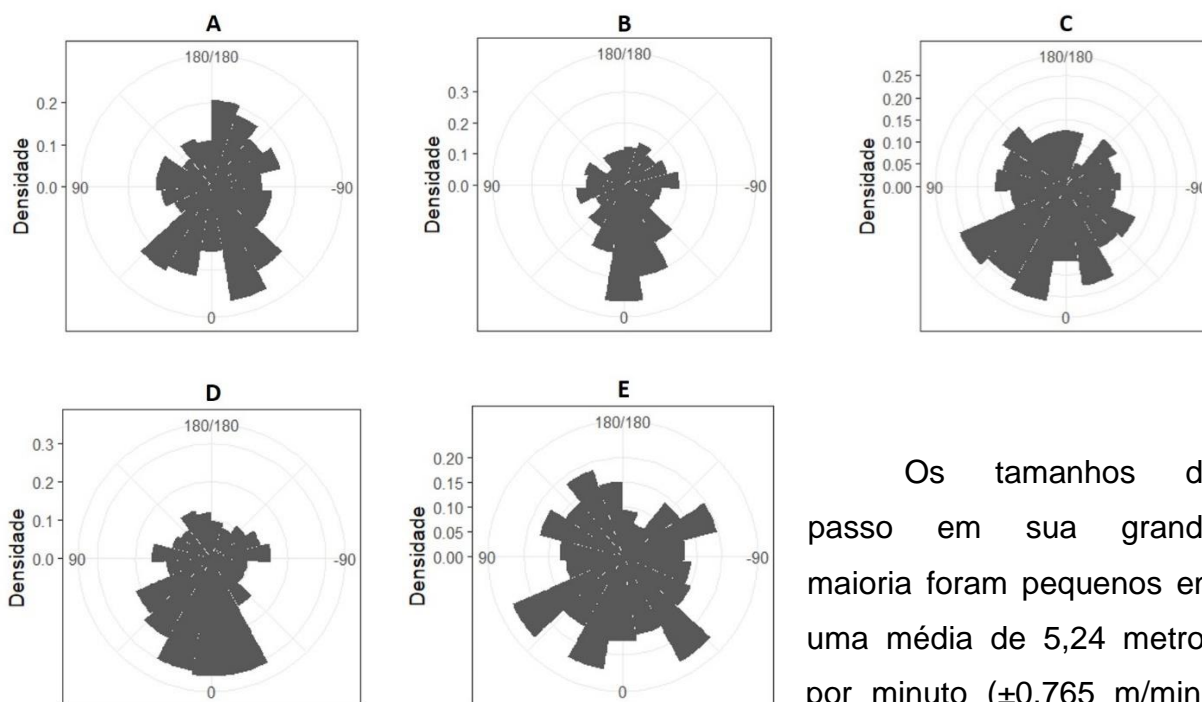 A
180/180
0.2
0.1
0.0
Densidade
90
-90
0
B
180/180
0.3
0.2
0.1
0.0
Densidade
90
-90
0
C
180/180
0.25
0.20
0.15
0.10
0.05
0.00
Densidade
90
-90
0
D
180/180
0.3
0.2
0.1
0.0
Densidade
90
-90
0
E
180/180
0.20
0.15
0.10
0.05
0.00
Densidade
90
-90
0
Os tamanhos
passo em sua
maioria foram pequenos
uma média de 5,24
por minuto (±0,765 m/min